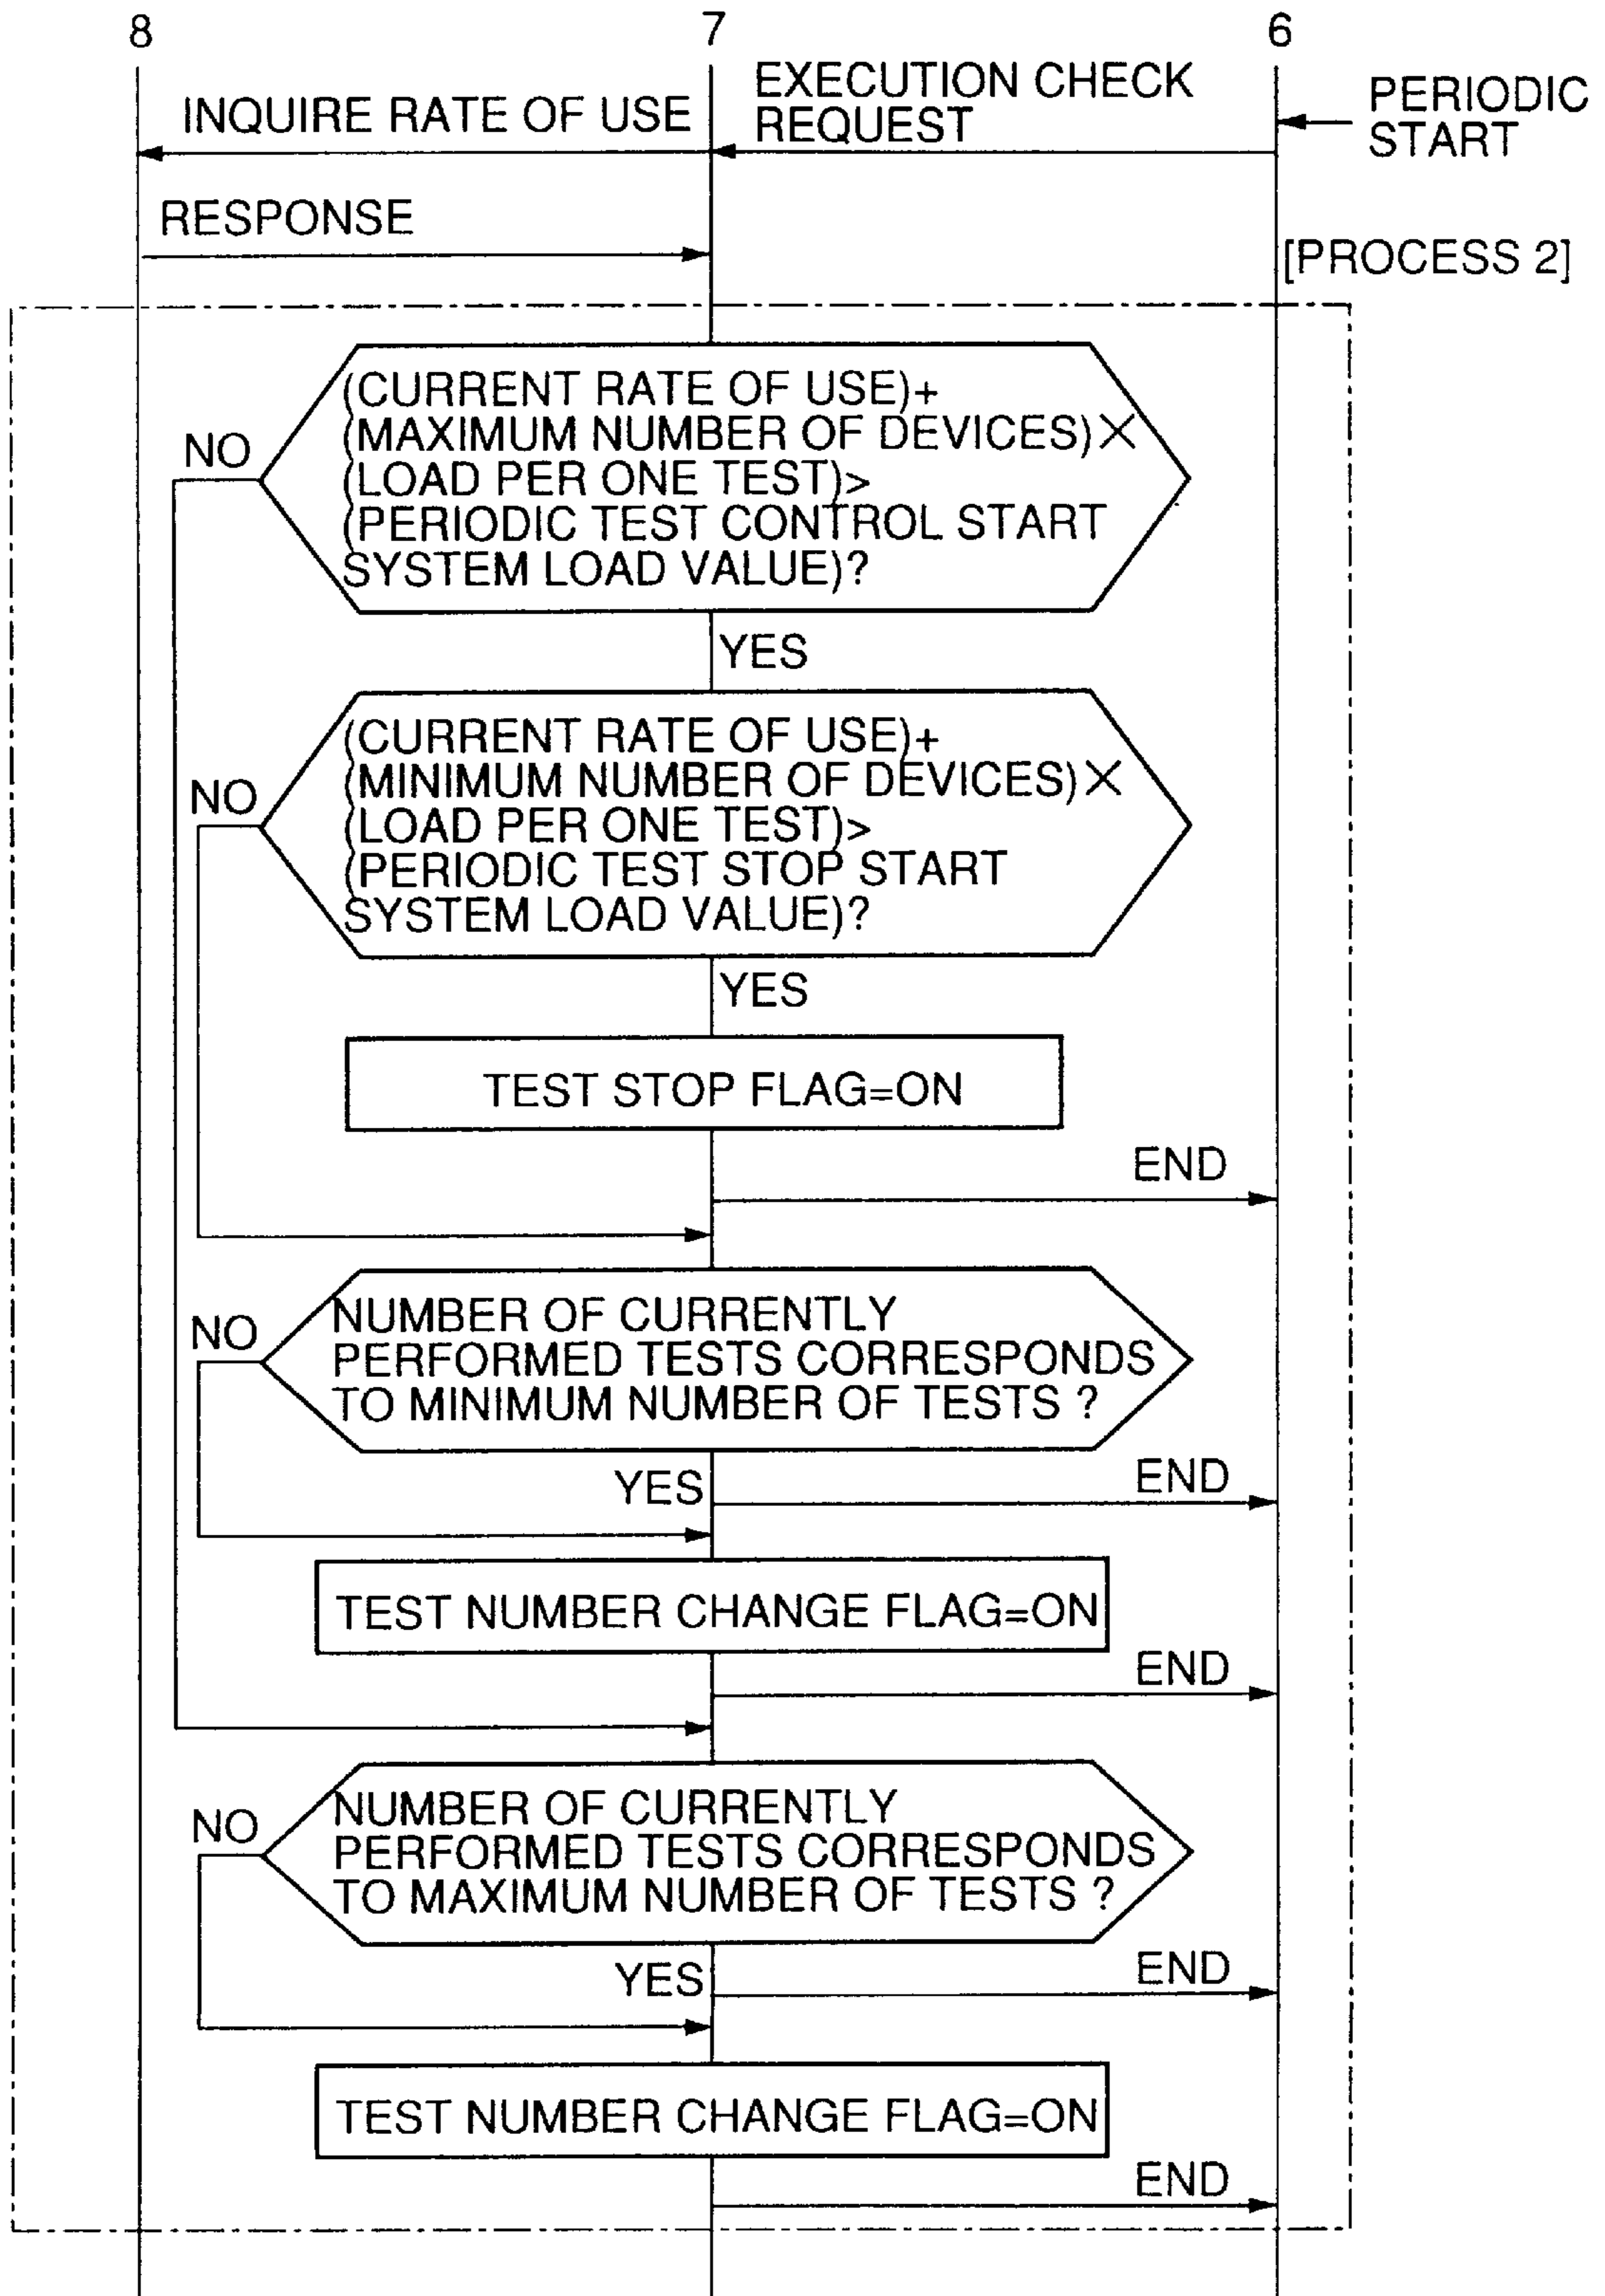 8
7
6
EXECUTION CHECK
REQUEST
INQUIRE RATE OF USE
PERIODIC
START
RESPONSE
[PROCESS 2]
(CURRENT RATE OF USE)+
(MAXIMUM NUMBER OF DEVICES)×
(LOAD PER ONE TEST)>
(PERIODIC TEST CONTROL START
SYSTEM LOAD VALUE)?
NO
YES
(CURRENT RATE OF USE)+
(MINIMUM NUMBER OF DEVICES)×
(LOAD PER ONE TEST)>
(PERIODIC TEST STOP START
SYSTEM LOAD VALUE)?
NO
YES
TEST STOP FLAG=ON
END
NUMBER OF CURRENTLY
PERFORMED TESTS CORRESPONDS
TO MINIMUM NUMBER OF TESTS ?
NO
YES
END
TEST NUMBER CHANGE FLAG=ON
END
NUMBER OF CURRENTLY
PERFORMED TESTS CORRESPONDS
TO MAXIMUM NUMBER OF TESTS ?
NO
YES
END
TEST NUMBER CHANGE FLAG=ON
END